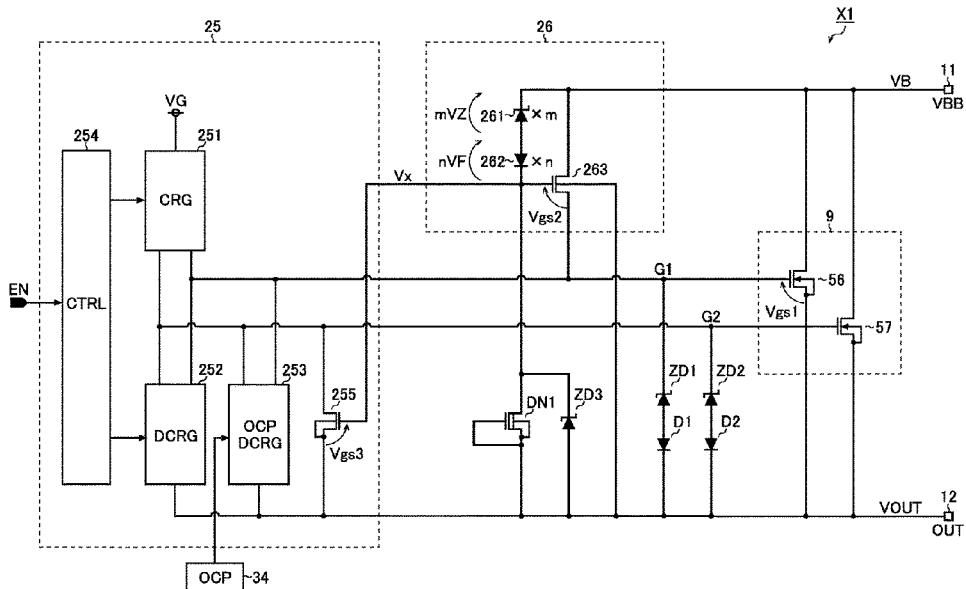 X1
25
26
11
VB
VBB
VG
254
251
mVZ
261
× m
nVF
262
× n
263
Vx
CRG
Vgs2
9
G1
56
EN
CTRL
Vgs1
G2
57
252
253
255
ZD1
ZD2
DN1
ZD3
DCRG
OCP
DCRG
D1
D2
Vgs3
12
VOUT
OUT
OCP
34